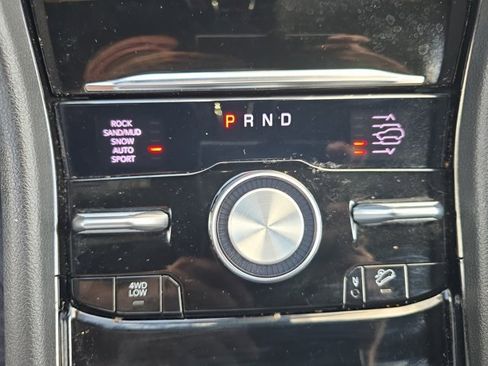 ROCK
SAND/MUD
SNOW
AUTO
SPORT
P R N D
4WD
LOW